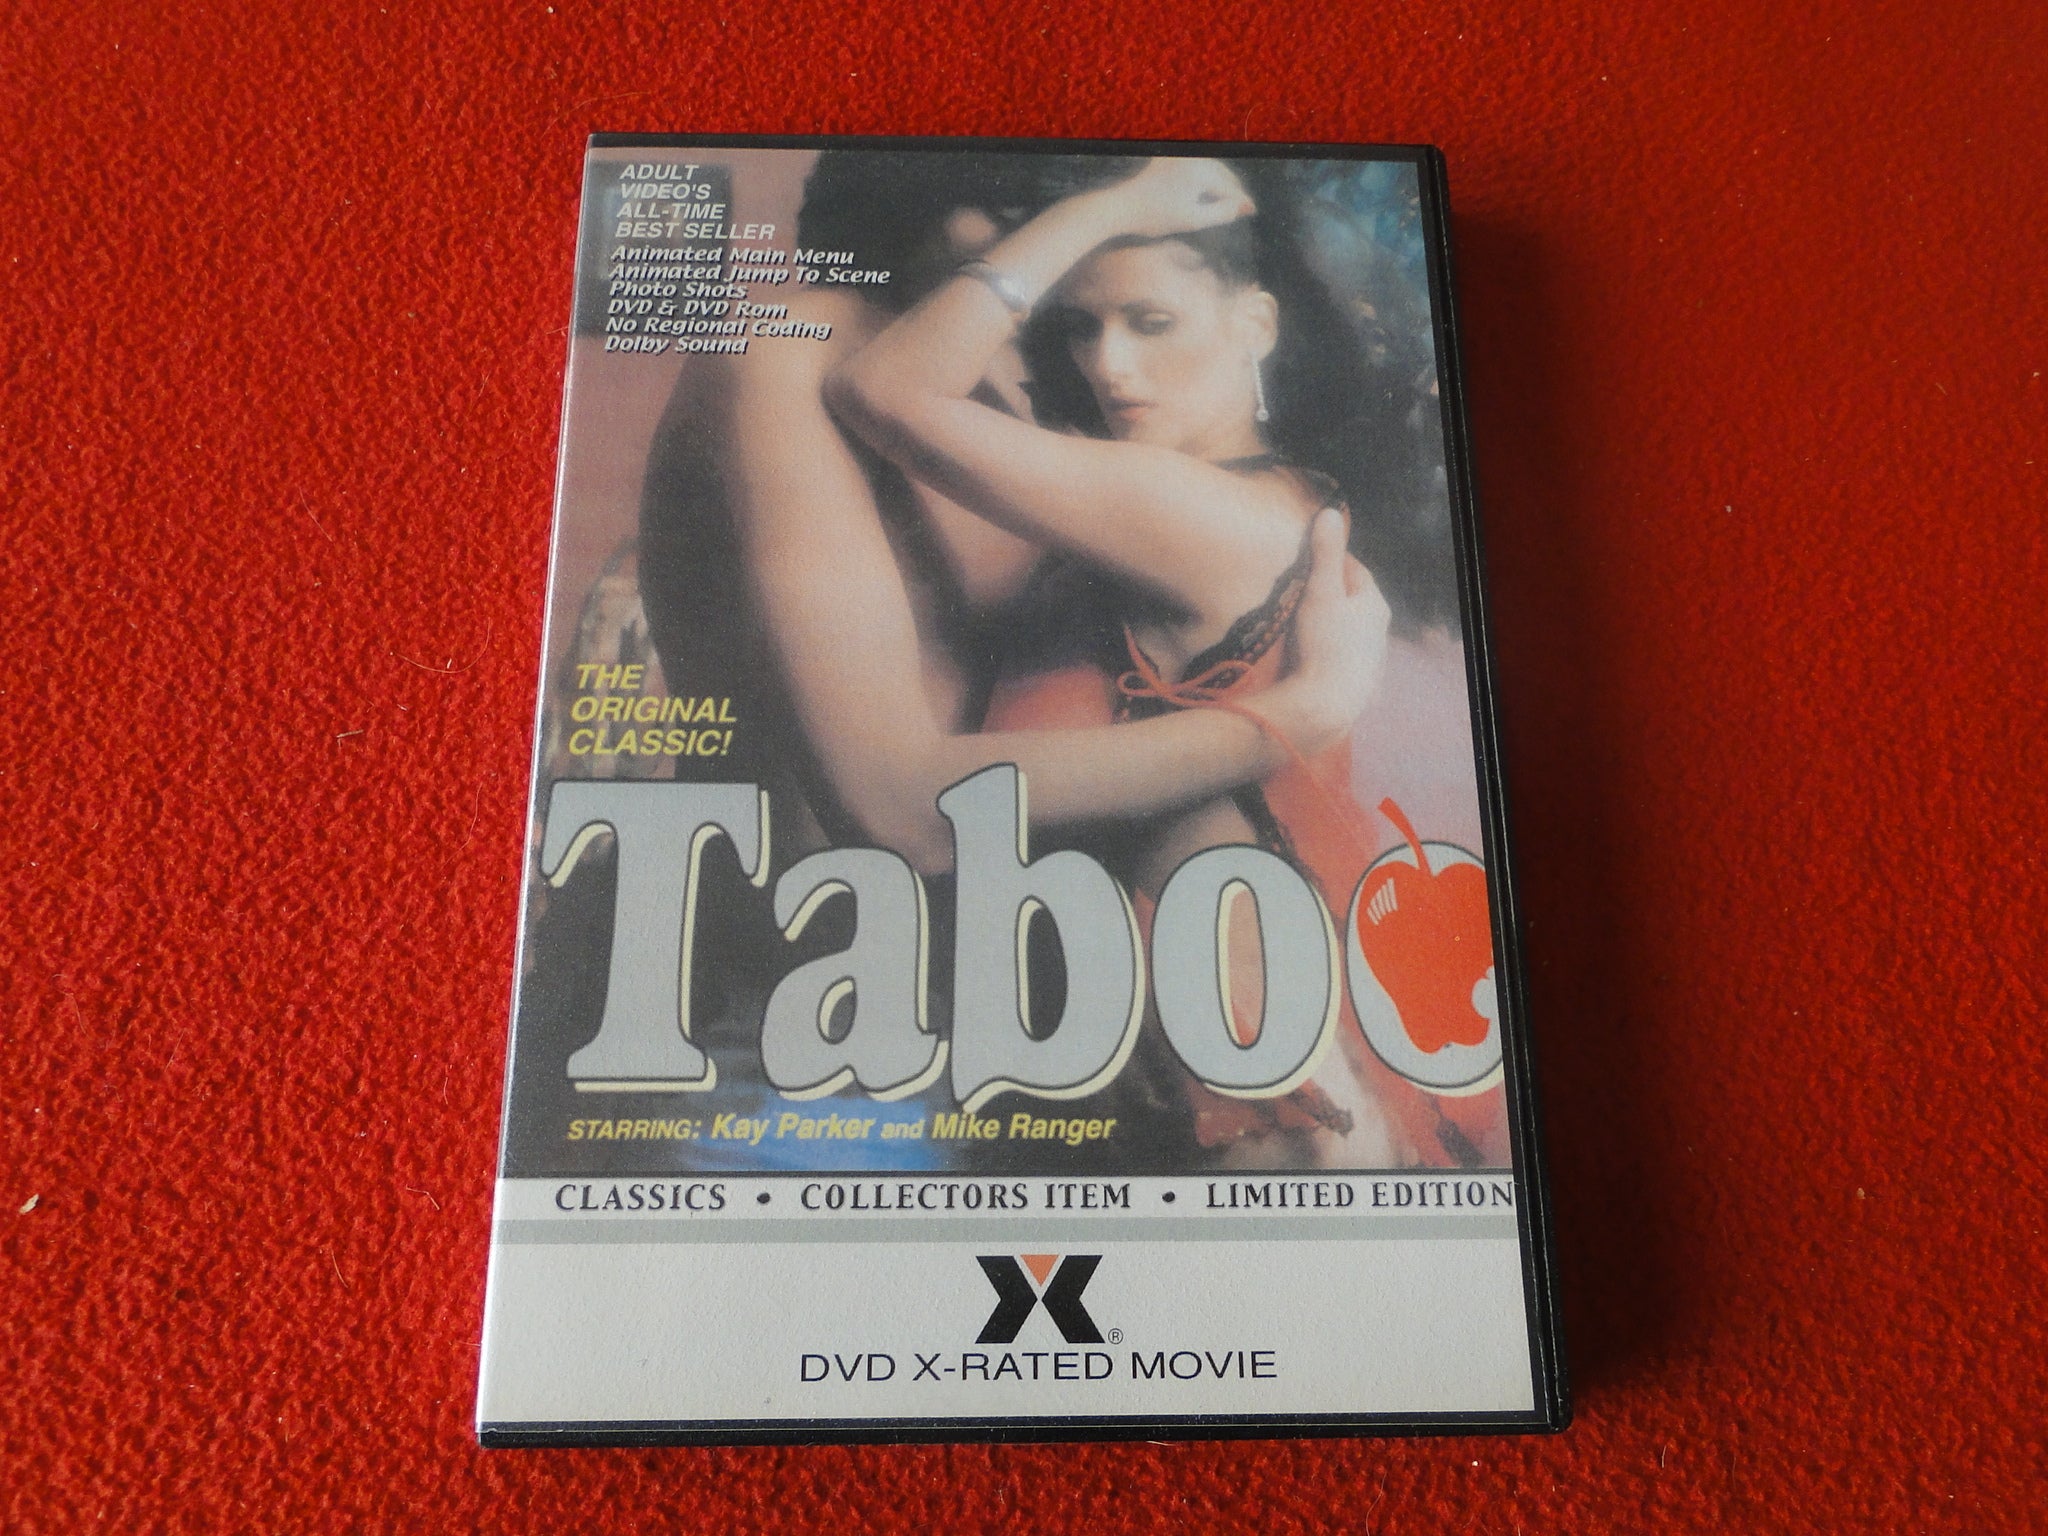 ADULT
VIDEO'S
ALL-TIME
BEST SELLER
Animated Main Menu
Animated Jump To Scene
Photo Shots
DVD & DVD Rom
No Regional Coding
Dolby Sound
THE
ORIGINAL
CLASSIC!
Taboo
STARRING: Kay Parker and Mike Ranger
CLASSICS • COLLECTORS ITEM • LIMITED EDITION
X®
DVD X-RATED MOVIE